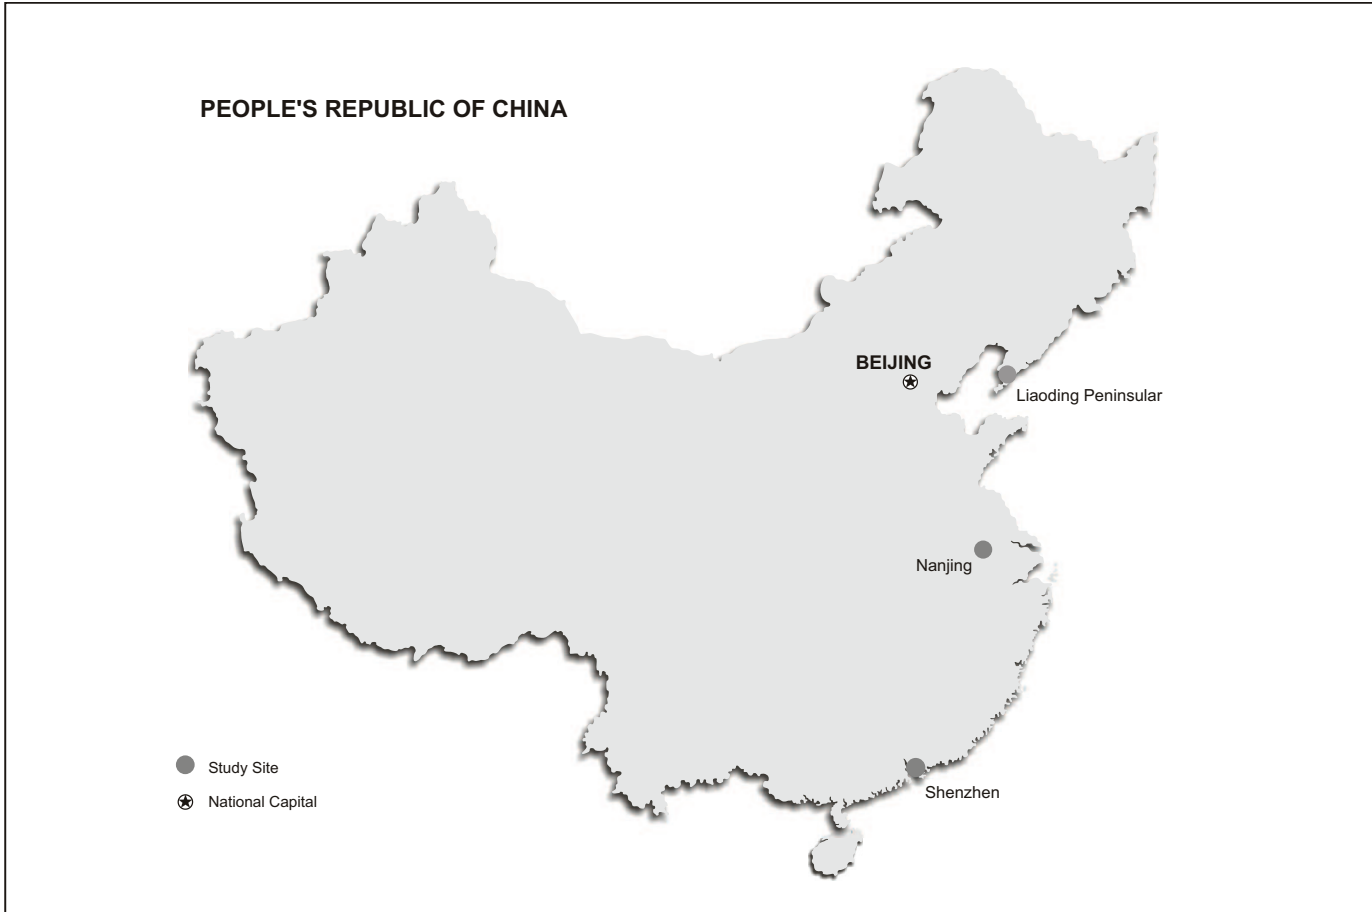 PEOPLE'S REPUBLIC OF CHINA
BEIJING
Liaoding Peninsular
Nanjing
Shenzhen
Study Site
National Capital